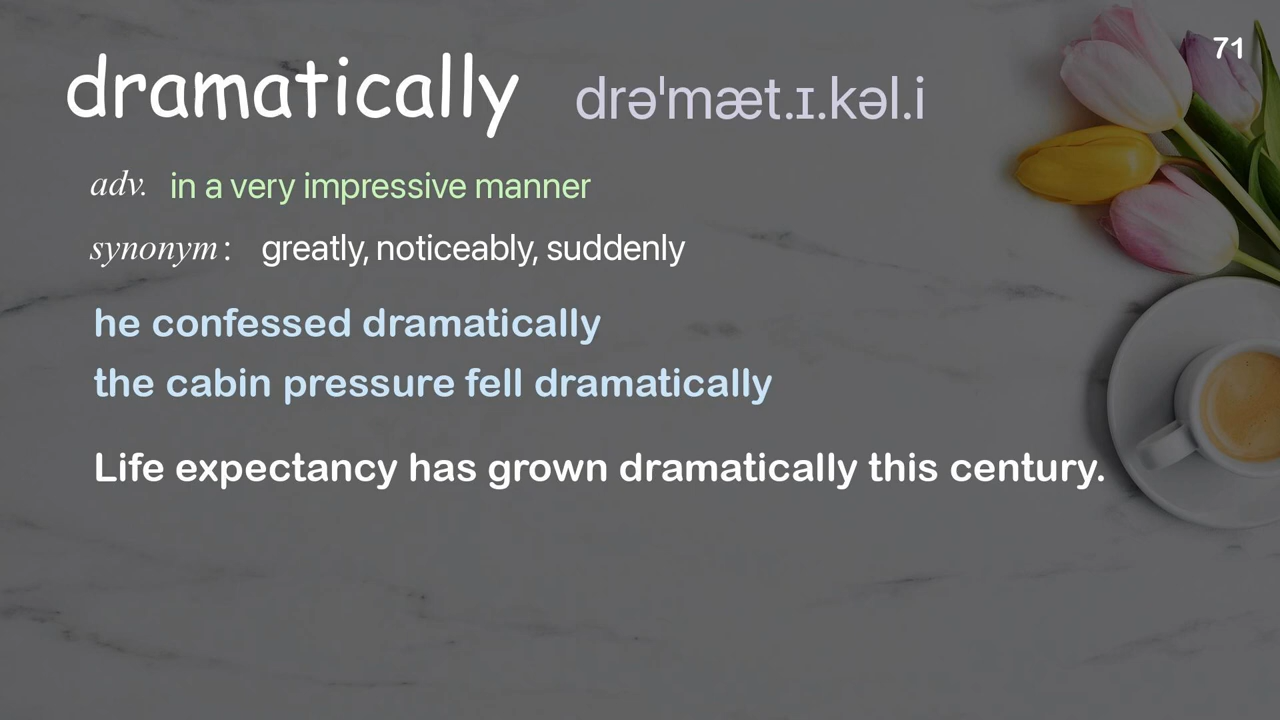 71
dramatically drəˈmæt.ɪ.kəl.i
adv. in a very impressive manner
synonym : greatly, noticeably, suddenly
he confessed dramatically
the cabin pressure fell dramatically
Life expectancy has grown dramatically this century.